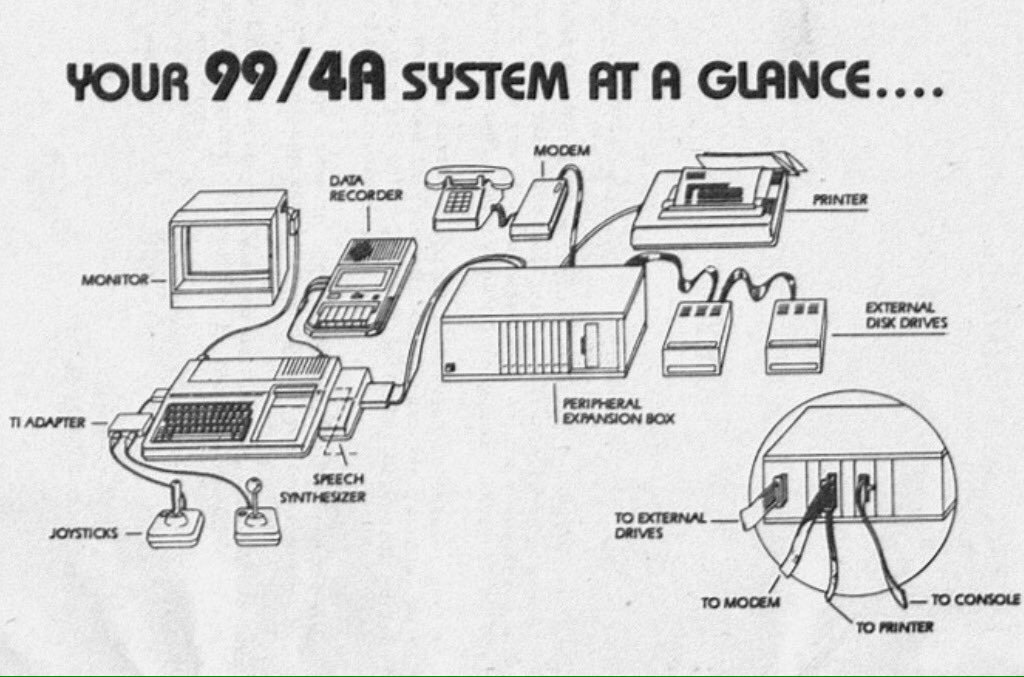 YOUR 99/4A SYSTEM AT A GLANCE....
MODEM
DATA
RECORDER
PRINTER
MONITOR
EXTERNAL
DISK DRIVES
PERIPHERAL
EXPANSION BOX
TI ADAPTER
SPEECH
SYNTHESIZER
JOYSTICKS
TO EXTERNAL
DRIVES
TO MODEM
TO CONSOLE
TO PRINTER